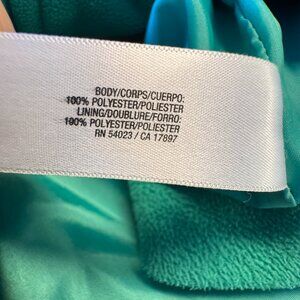 BODY/CORPS/CUERPO:
100% POLYESTER/POLIESTER
LINING/DOUBLURE/FORRO:
100% POLYESTER/POLIESTER
RN 54023 / CA 17897